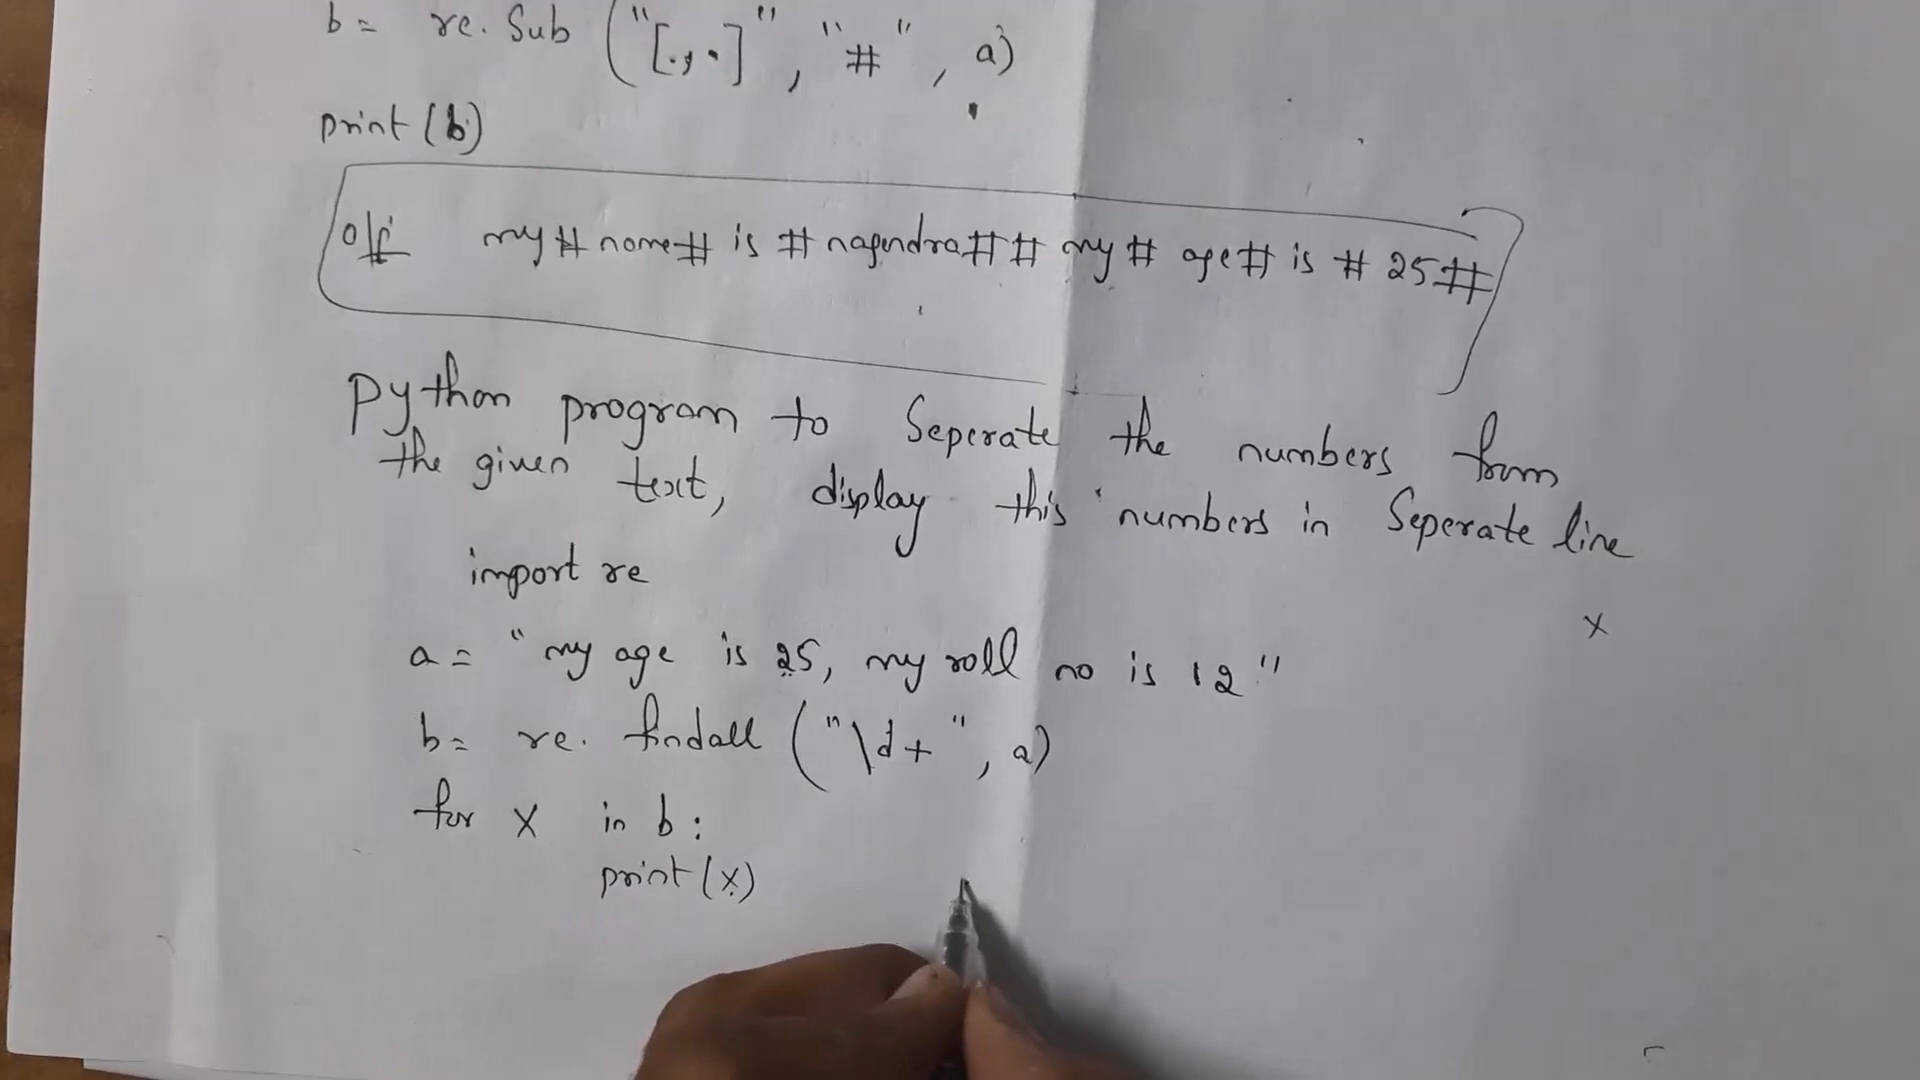 b= re. Sub ("[.,.]", "#", a)
print (b)
o/p my # name # is # nagendra # # my # age # is # 25 #
python program to Seperate the numbers from
the given text, display this numbers in Seperate line
import re
x
a = "my age is 25, my roll no is 12"
b= re. findall ("\d+", a)
for x in b:
print (x)